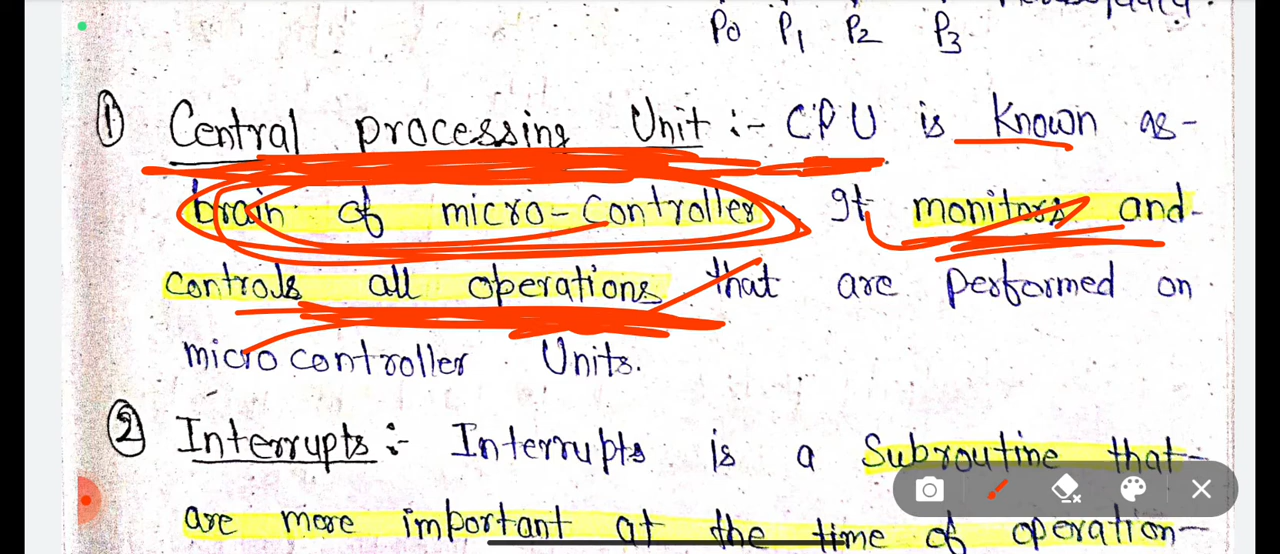 P0 P1 P2 P3
① Central processing Unit :- CPU is known as-
brain of micro-controller It monitors and-
controls all operations that are performed on
microcontroller Units.
② Interrupts :- Interrupts is a Subroutine that-
are more important at the time of operation-